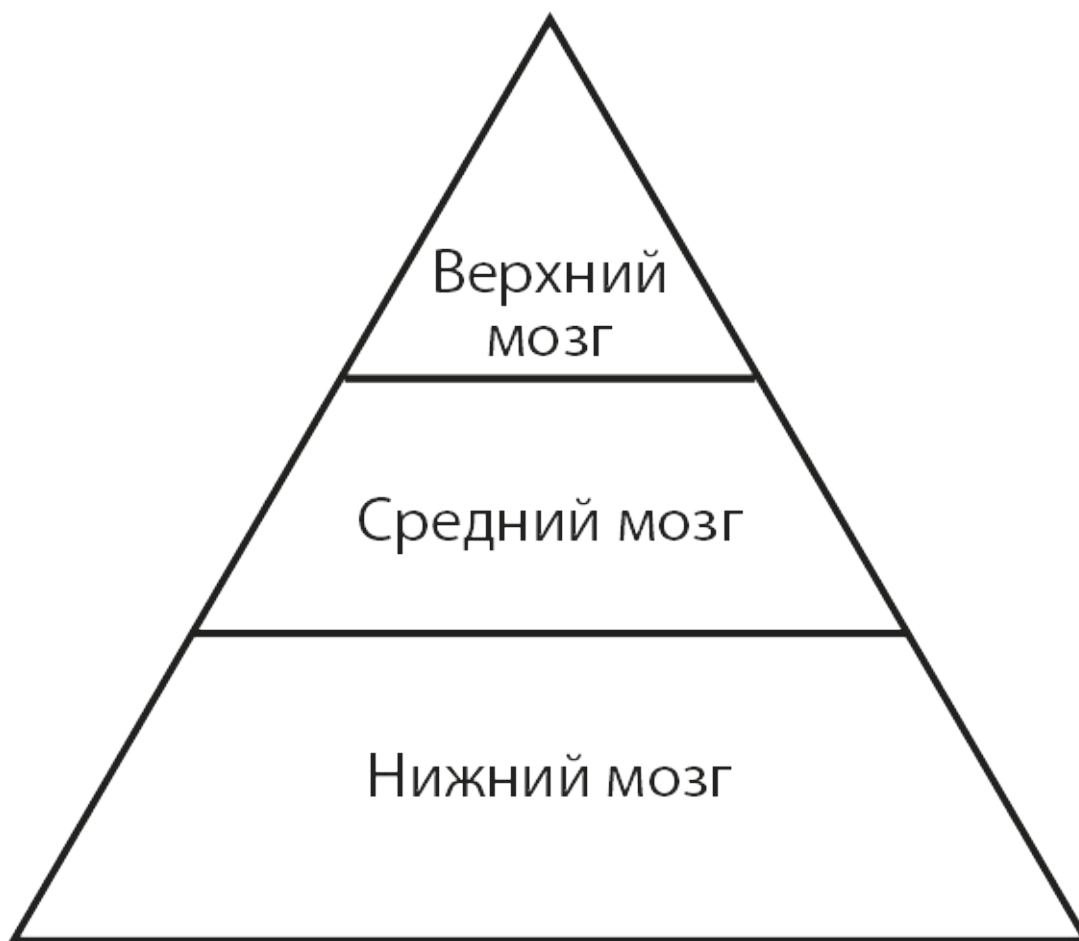 Верхний
мозг
Средний мозг
Нижний мозг